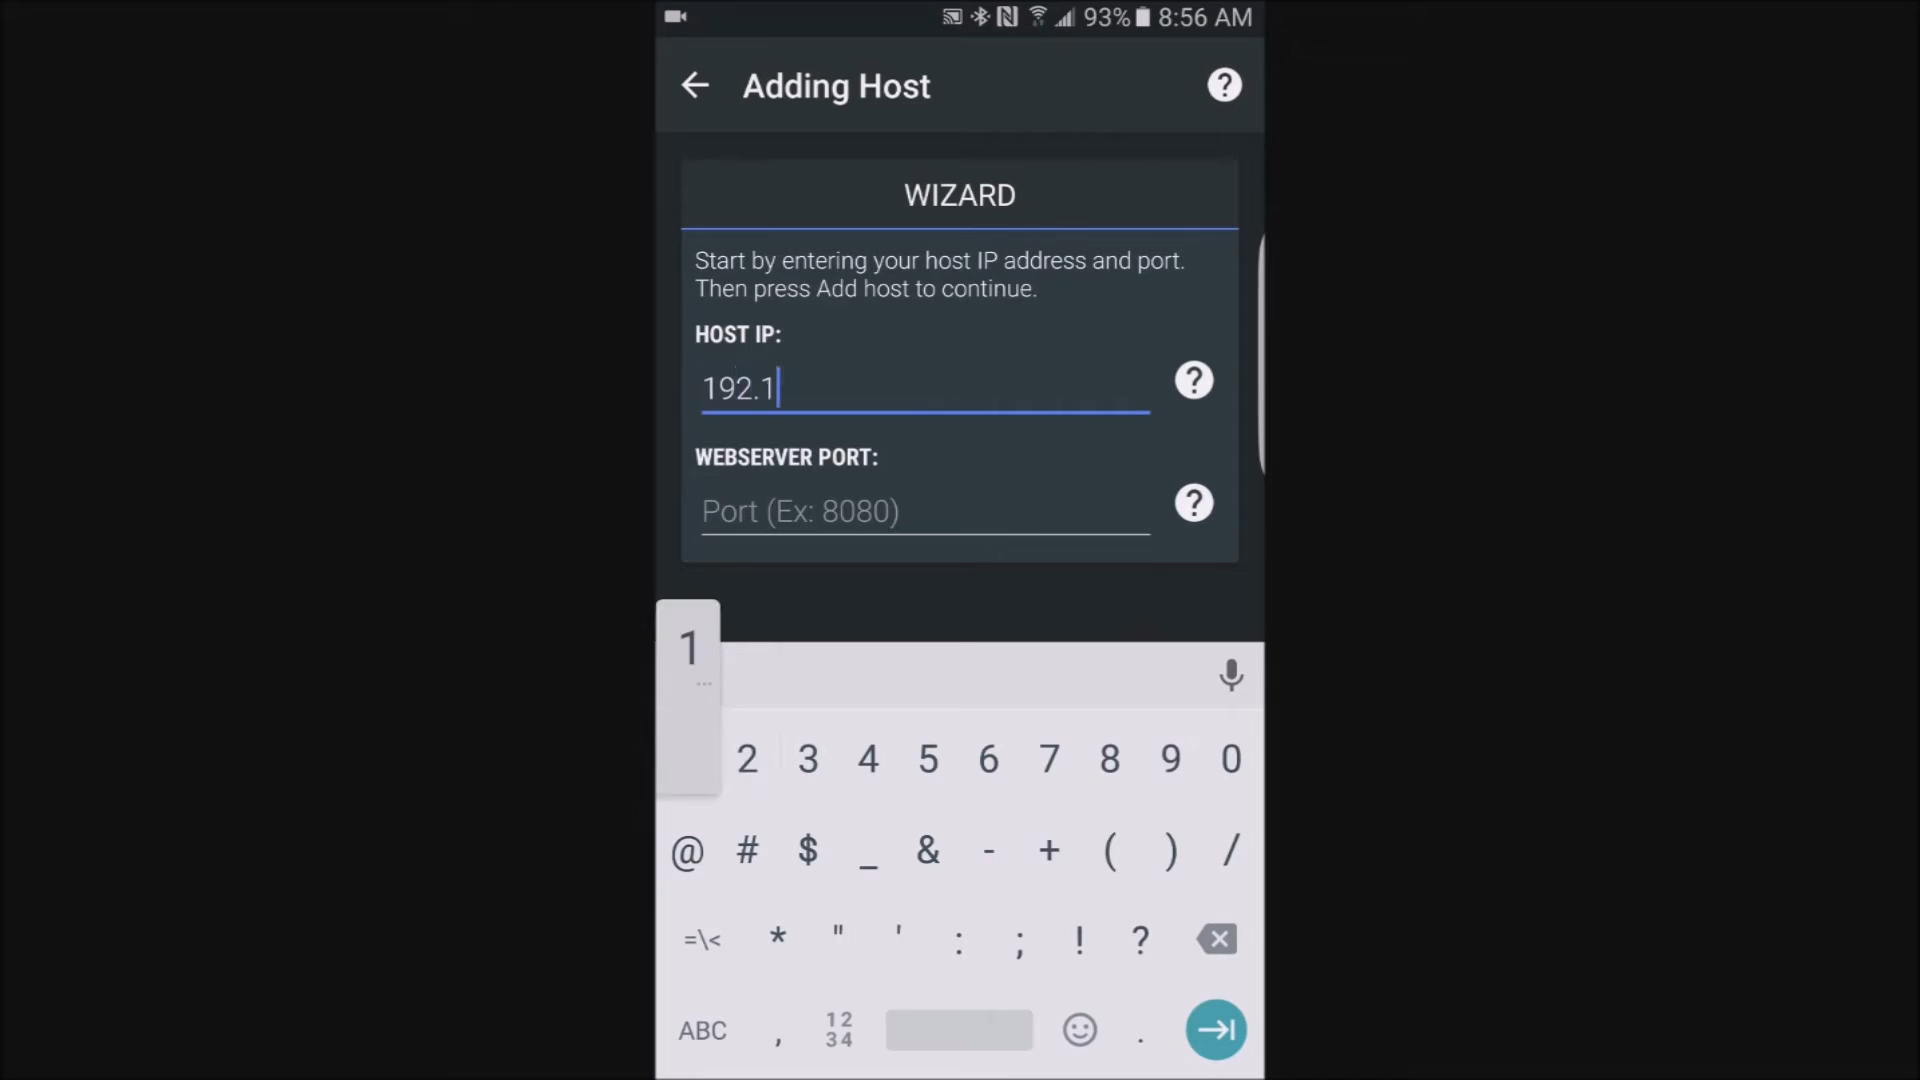 93% 8:56 AM
Adding Host ?
WIZARD
Start by entering your host IP address and port.
Then press Add host to continue.
HOST IP:
192.1 ?
WEBSERVER PORT:
Port (Ex: 8080) ?
1
...
2 3 4 5 6 7 8 9 0
@ # $ _ & - + ( ) /
=\< * " ' : ; ! ?
ABC , 12 34 .